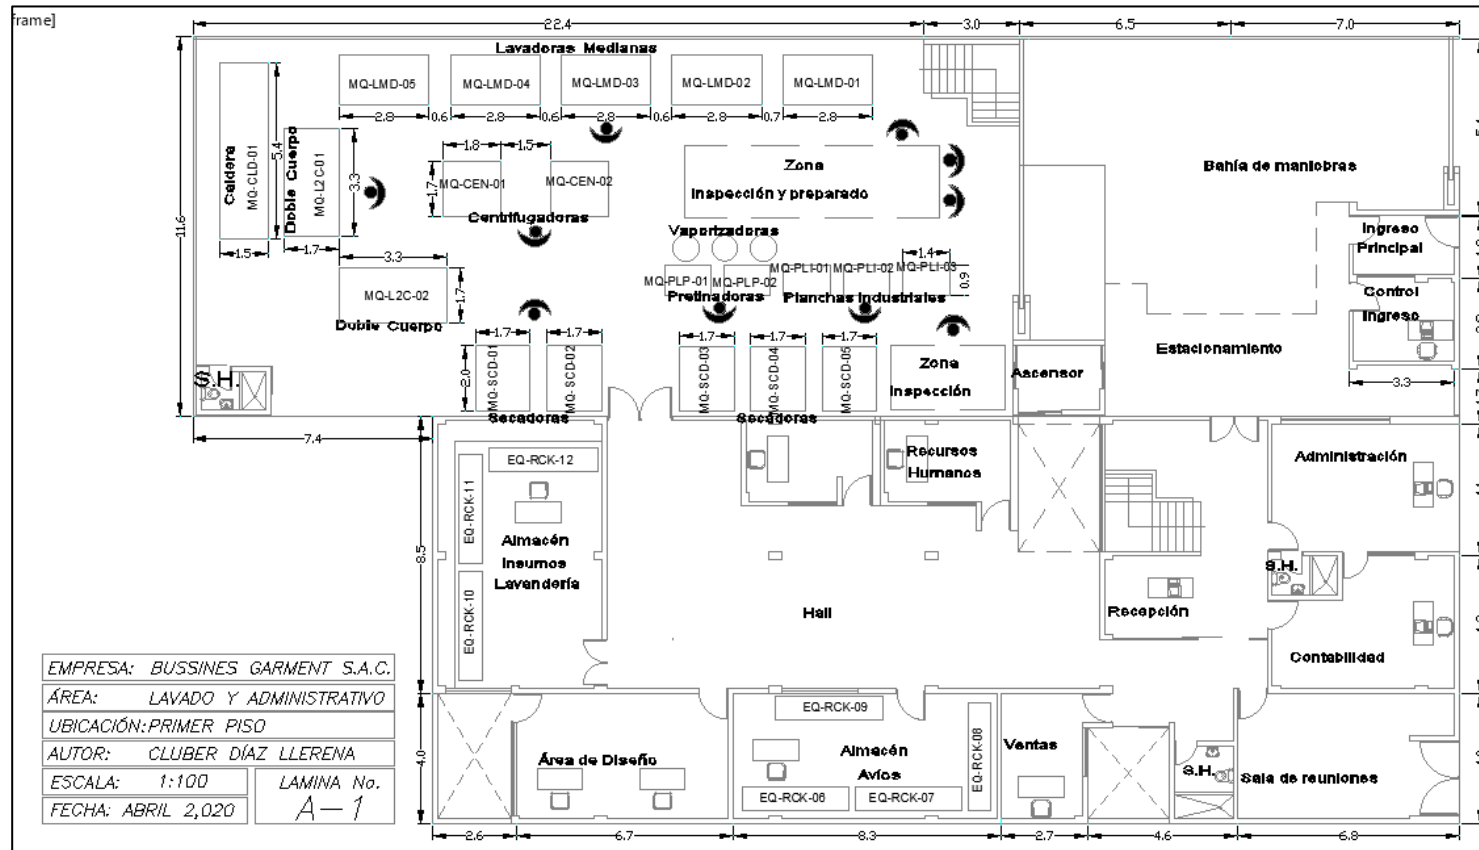 frame]
22.4
3.0
6.5
7.0
Lavadoras Medianas
MQ-LMD-05
MQ-LMD-04
MQ-LMD-03
MQ-LMD-02
MQ-LMD-01
2.8
0.6
2.8
0.6
2.8
0.6
2.8
0.7
2.8
11.6
Caldera
MQ-CLD-01
5.4
1.5
Doble Cuerpo
MQ-L2C-01
3.3
1.7
1.8
1.5
1.7
MQ-CEN-01
MQ-CEN-02
Centrifugadoras
Zona
Inspección y preparado
Bahía de maniobras
Vaporizadoras
1.4
0.9
MQ-PLP-01
MQ-PLP-02
MQ-PLI-01
MQ-PLI-02
MQ-PLI-03
Pretinadoras
Planchas Industriales
3.3
MQ-L2C-02
1.7
Doble Cuerpo
Ingreso
Principal
Control
Ingreso
3.3
Estacionamiento
1.7
1.7
1.7
1.7
1.7
2.0
MQ-SCD-01
MQ-SCD-02
MQ-SCD-03
MQ-SCD-04
MQ-SCD-05
Zona
Inspección
Ascensor
S.H.
Secadoras
Secadoras
7.4
EQ-RCK-12
EQ-RCK-11
EQ-RCK-10
Almacén
Insumos
Lavandería
8.5
Recursos
Humanos
Administración
S.H.
Recepción
Contabilidad
Hall
EMPRESA: BUSSINES GARMENT S.A.C.
ÁREA: LAVADO Y ADMINISTRATIVO
UBICACIÓN: PRIMER PISO
AUTOR: CLUBER DÍAZ LLERENA
ESCALA: 1:100
LAMINA No.
A-1
FECHA: ABRIL 2,020
4.0
Área de Diseño
EQ-RCK-09
EQ-RCK-08
Almacén
Avíos
EQ-RCK-06
EQ-RCK-07
Ventas
S.H.
Sala de reuniones
2.6
6.7
8.3
2.7
4.6
6.8